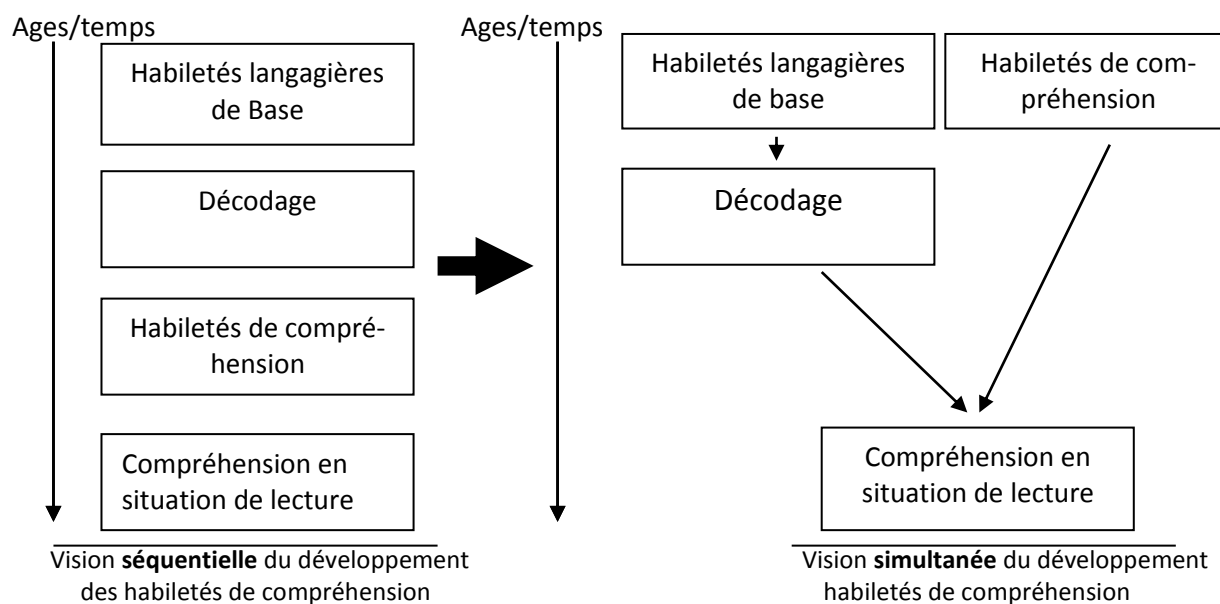 Ages/temps
Habiletés langagières
de Base
Décodage
Habiletés de compré-
hension
Compréhension en
situation de lecture
Vision séquentielle du développement
des habiletés de compréhension
Ages/temps
Habiletés langagières
de base
Habiletés de com-
préhension
Décodage
Compréhension en
situation de lecture
Vision simultanée du développement
habiletés de compréhension